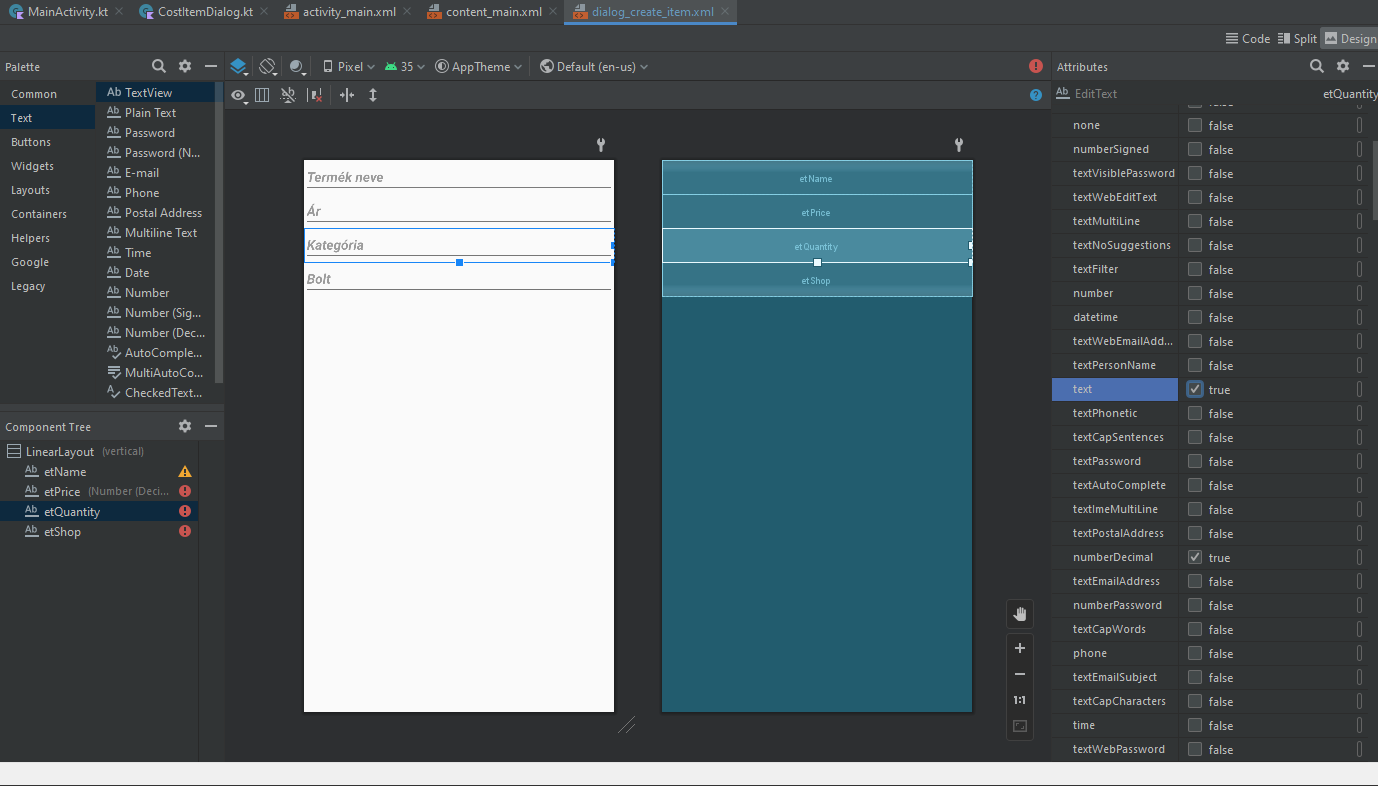 MainActivity.kt
CostItemDialog.kt
activity_main.xml
content_main.xml
dialog_create_item.xml
Code
Split
Design
Palette
Pixel
35
AppTheme
Default (en-us)
Attributes
Common
Text
Buttons
Widgets
Layouts
Containers
Helpers
Google
Legacy
Ab TextView
Ab Plain Text
Ab Password
Ab Password (N...
Ab E-mail
Ab Phone
Ab Postal Address
Ab Multiline Text
Ab Time
Ab Date
Ab Number
Ab Number (Sig...
Ab Number (Dec...
Ab AutoComple...
MultiAutoCo...
A CheckedText...
Component Tree
LinearLayout (vertical)
Ab etName
Ab etPrice (Number (Deci...
Ab etQuantity
Ab etShop
Termék neve
Ár
Kategória
Bolt
etName
etPrice
etQuantity
etShop
1:1
Ab EditText etQuantity
false
none false
numberSigned false
textVisiblePassword false
textWebEditText false
textMultiLine false
textNoSuggestions false
textFilter false
number false
datetime false
textWebEmailAdd... false
textPersonName false
text true
textPhonetic false
textCapSentences false
textPassword false
textAutoComplete false
textImeMultiLine false
textPostalAddress false
numberDecimal true
textEmailAddress false
numberPassword false
textCapWords false
phone false
textEmailSubject false
textCapCharacters false
time false
textWebPassword false